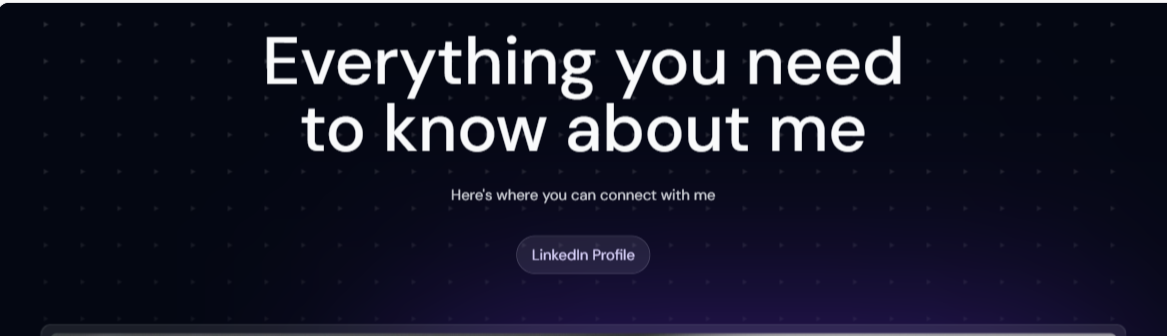 Everything you need
to know about me
Here's where you can connect with me
LinkedIn Profile